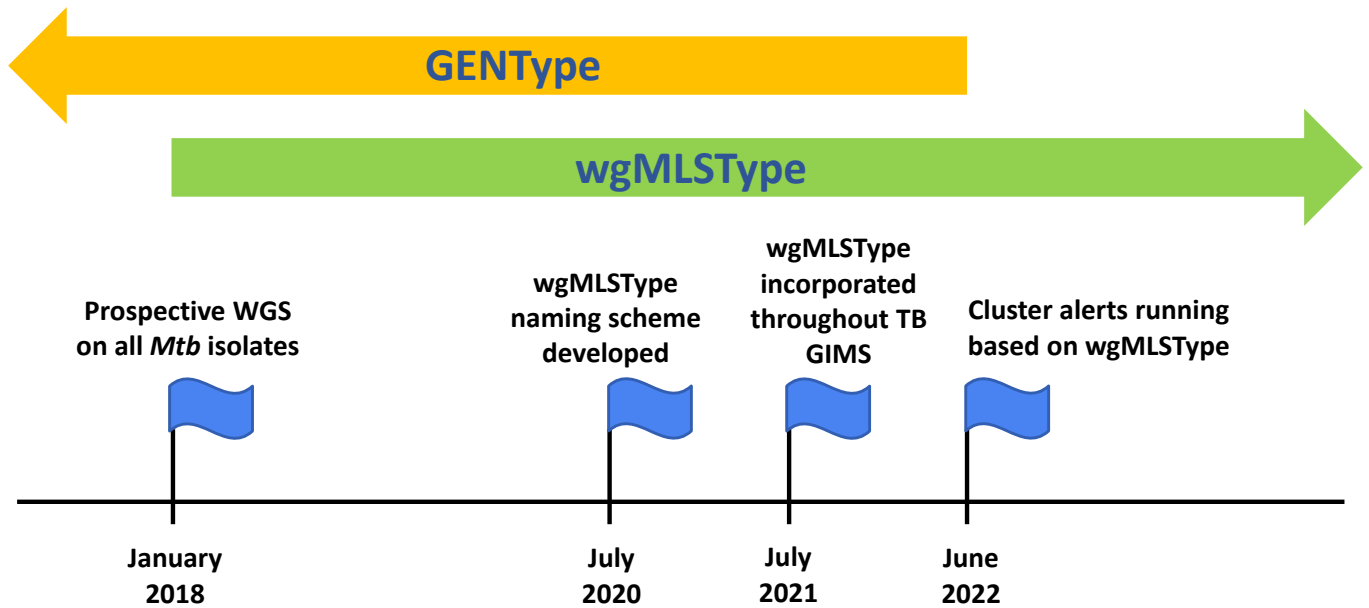 GENType
wgMLSType
Prospective WGS
on all Mtb isolates
wgMLSType
naming scheme
developed
wgMLSType
incorporated
throughout TB
GIMS
Cluster alerts running
based on wgMLSType
January
2018
July
2020
July
2021
June
2022